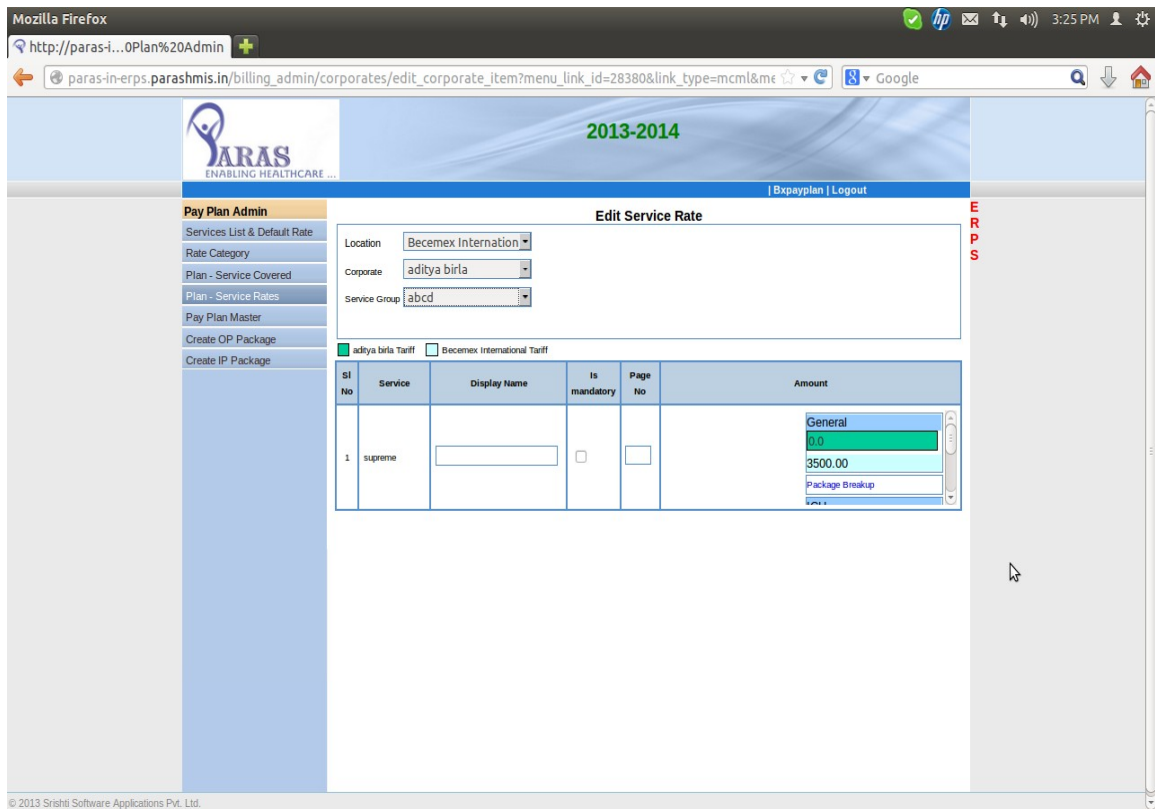 Mozilla Firefox
3:25 PM
http://paras-i...0Plan%20Admin
paras-in-erps.parashmis.in/billing_admin/corporates/edit_corporate_item?menu_link_id=28380&link_type=mcml&me
8 Google
PARAS
ENABLING HEALTHCARE ...
2013-2014
| Bxpayplan | Logout
E
R
P
S
Pay Plan Admin
Services List & Default Rate
Rate Category
Plan - Service Covered
Plan - Service Rates
Pay Plan Master
Create OP Package
Create IP Package
Edit Service Rate
Location Becemex Internation
Corporate aditya birla
Service Group abcd
aditya birla Tariff Becemex International Tariff
Sl No Service Display Name Is mandatory Page No Amount
1 supreme
General
0.0
3500.00
Package Breakup
© 2013 Srishti Software Applications Pvt. Ltd.